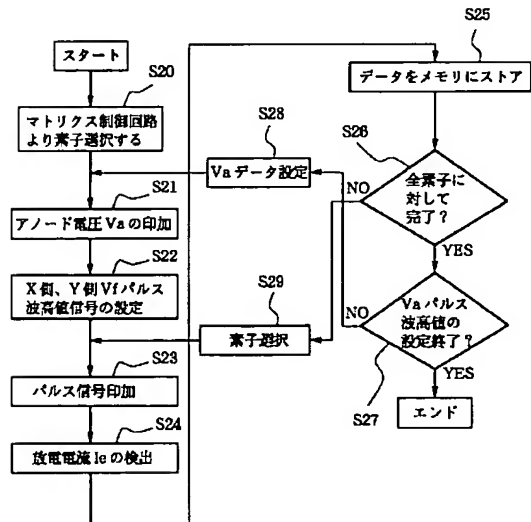 スタート
S20
マトリクス制御回路
より素子選択する
S21
アノード電圧Vaの印加
S22
X側、Y側Vfパルス
波高値信号の設定
S23
パルス信号印加
S24
放電電流Ieの検出
S25
データをメモリにストア
S26
全素子に
対して
完了?
NO
YES
S28
Vaデータ設定
S29
素子選択
Vaパルス
波高値の
設定終了?
NO
YES
S27
エンド